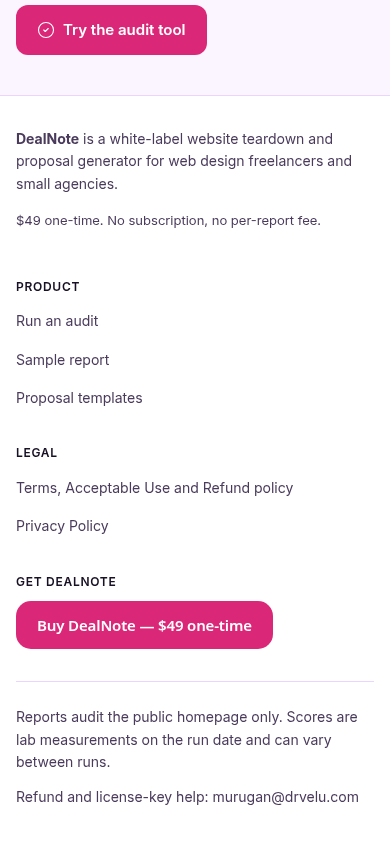 Try the audit tool
DealNote is a white-label website teardown and
proposal generator for web design freelancers and
small agencies.
$49 one-time. No subscription, no per-report fee.
PRODUCT
Run an audit
Sample report
Proposal templates
LEGAL
Terms, Acceptable Use and Refund policy
Privacy Policy
GET DEALNOTE
Buy DealNote — $49 one-time
Reports audit the public homepage only. Scores are
lab measurements on the run date and can vary
between runs.
Refund and license-key help: murugan@drvelu.com